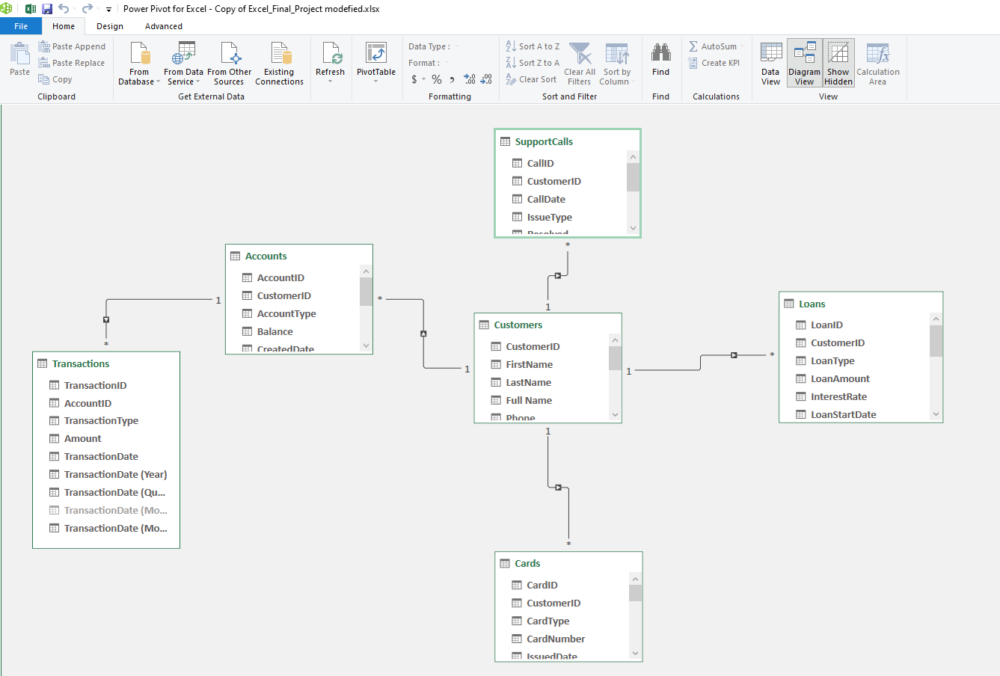 Power Pivot for Excel - Copy of Excel_Final_Project modefied.xlsx
File Home Design Advanced
Paste
Paste Append
Paste Replace
Copy
Clipboard
From Database
From Data Service
From Other Sources
Existing Connections
Get External Data
Refresh
PivotTable
Data Type :
Format :
$ % , .00 .00
Formatting
Sort A to Z
Sort Z to A
Clear Sort
Clear All Filters
Sort by Column
Sort and Filter
Find
Find
AutoSum
Create KPI
Calculations
Data View
Diagram View
Show Hidden
Calculation Area
View
SupportCalls
CallID
CustomerID
CallDate
IssueType
Resolved
*
1
Accounts
AccountID
CustomerID
AccountType
Balance
CreatedDate
1
*
*
1
Transactions
TransactionID
AccountID
TransactionType
Amount
TransactionDate
TransactionDate (Year)
TransactionDate (Qu...
TransactionDate (Mo...
TransactionDate (Mo...
Customers
CustomerID
FirstName
LastName
Full Name
Phone
1
*
Loans
LoanID
CustomerID
LoanType
LoanAmount
InterestRate
LoanStartDate
1
*
Cards
CardID
CustomerID
CardType
CardNumber
IssuedDate